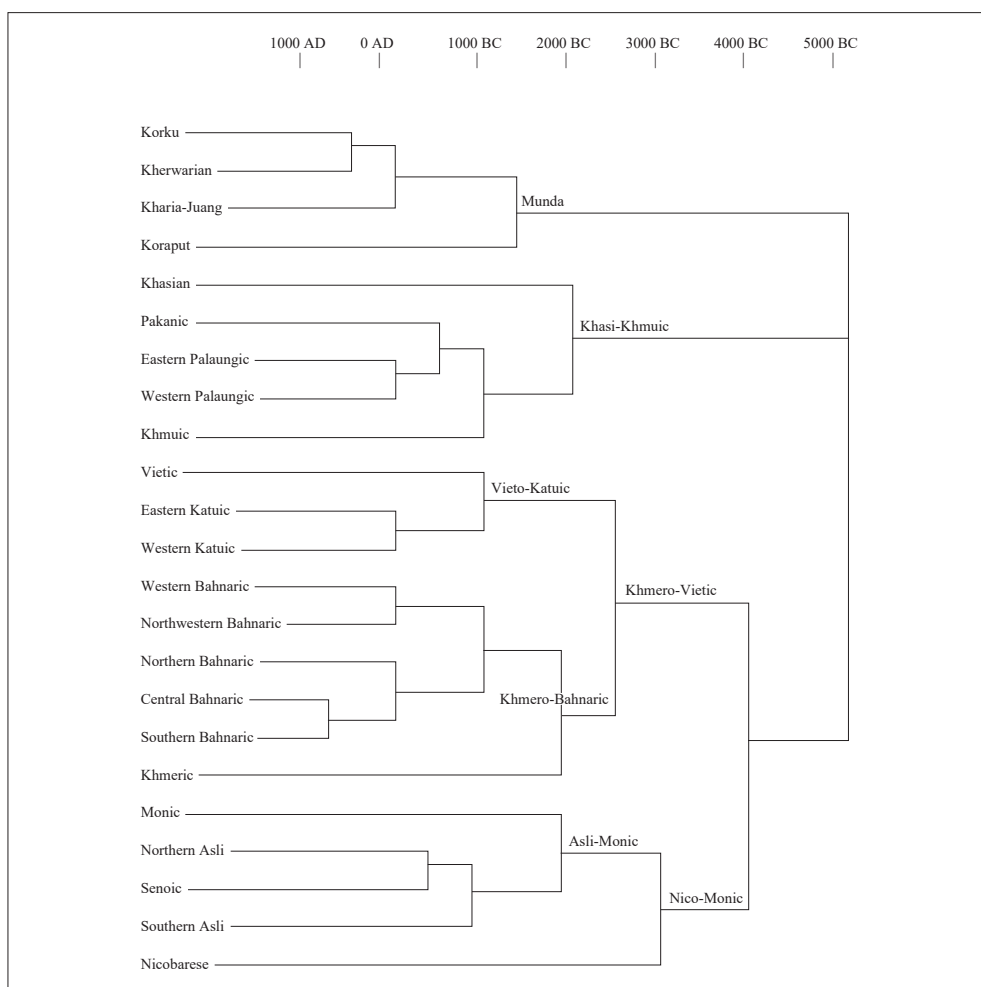 1000 AD 0 AD 1000 BC 2000 BC 3000 BC 4000 BC 5000 BC
Korku
Kherwarian
Kharia-Juang
Munda
Koraput
Khasian
Pakanic
Khasi-Khmuic
Eastern Palaungic
Western Palaungic
Khmuic
Vietic
Vieto-Katuic
Eastern Katuic
Western Katuic
Western Bahnaric
Khmero-Vietic
Northwestern Bahnaric
Northern Bahnaric
Central Bahnaric
Khmero-Bahnaric
Southern Bahnaric
Khmeric
Monic
Asli-Monic
Northern Asli
Senoic
Nico-Monic
Southern Asli
Nicobarese